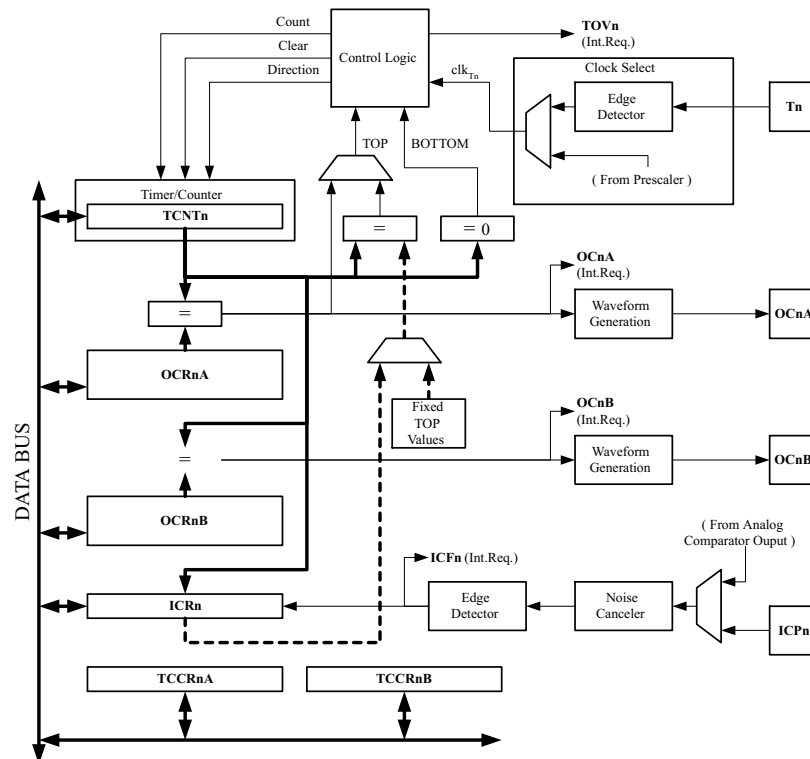 Count
Clear
Direction
Control Logic
TOVn
(Int.Req.)
clkTn
Clock Select
Edge
Detector
Tn
( From Prescaler )
TOP
BOTTOM
Timer/Counter
TCNTn
=
= 0
=
OCnA
(Int.Req.)
Waveform
Generation
OCnA
OCRnA
Fixed
TOP
Values
OCnB
(Int.Req.)
=
Waveform
Generation
OCnB
DATA BUS
OCRnB
( From Analog
Comparator Ouput )
ICFn (Int.Req.)
ICRn
Edge
Detector
Noise
Canceler
ICPn
TCCRnA
TCCRnB